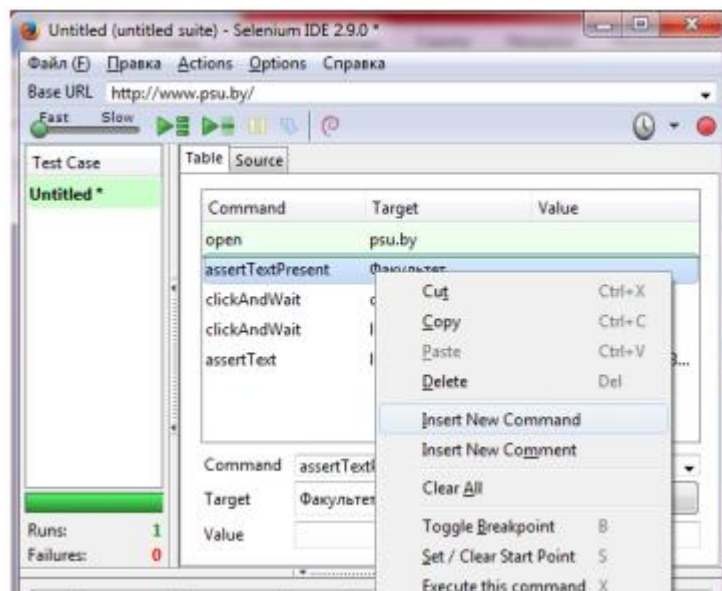 Untitled (untitled suite) - Selenium IDE 2.9.0 *
Файл (F) Правка Actions Options Справка
Base URL http://www.psu.by/
Fast Slow
Test Case
Table Source
Untitled *
Command Target Value
open psu.by
assertTextPresent Факультет
clickAndWait
clickAndWait
assertText
Cut Ctrl+X
Copy Ctrl+C
Paste Ctrl+V
Delete Del
Insert New Command
Insert New Comment
Clear All
Toggle Breakpoint B
Set / Clear Start Point S
Execute this command X
Command assertText
Target Факультет
Value
Runs: 1
Failures: 0